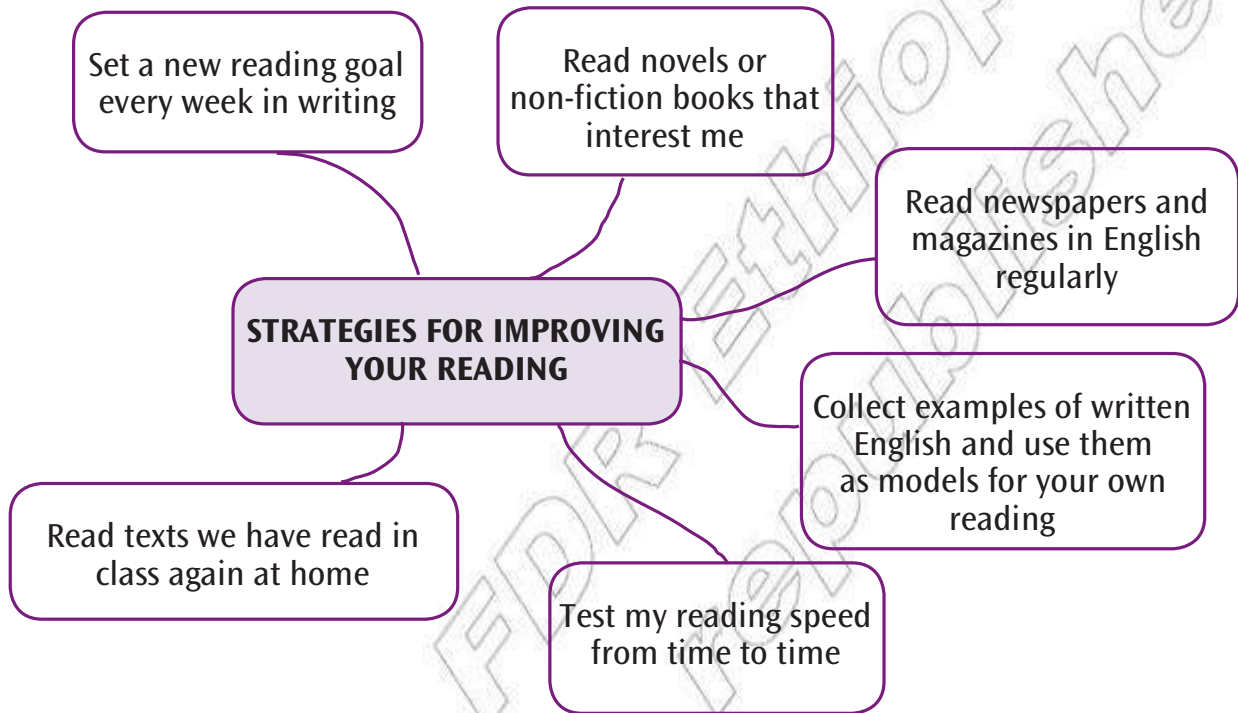 Set a new reading goal
every week in writing
Read novels or
non-fiction books that
interest me
Read newspapers and
magazines in English
regularly
STRATEGIES FOR IMPROVING
YOUR READING
Collect examples of written
English and use them
as models for your own
reading
Read texts we have read in
class again at home
Test my reading speed
from time to time
FDR Ethiop
republishe